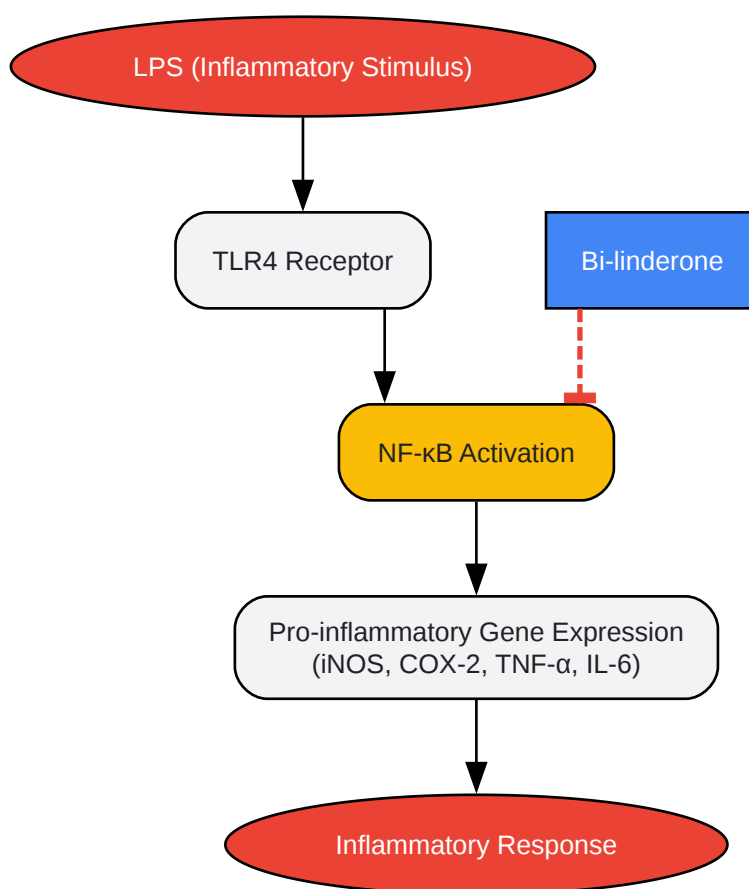 LPS (Inflammatory Stimulus)
TLR4 Receptor
Bi-linderone
NF-κB Activation
Pro-inflammatory Gene Expression
(iNOS, COX-2, TNF-α, IL-6)
Inflammatory Response